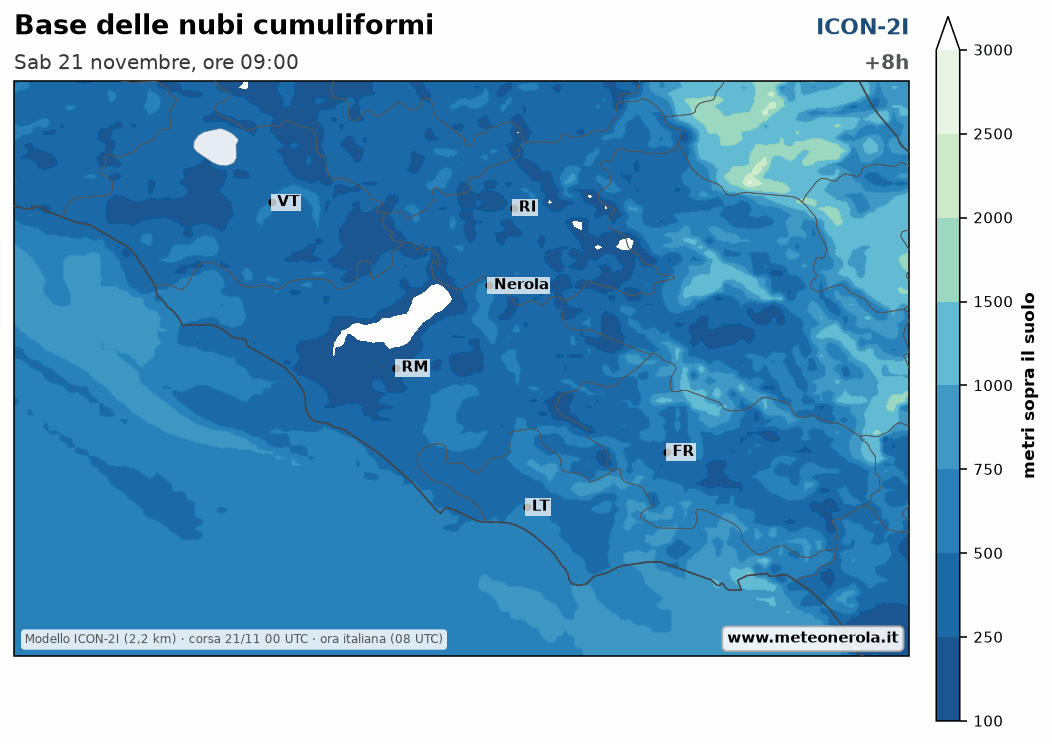 Base delle nubi cumuliformi
ICON-2I
Sab 21 novembre, ore 09:00
+8h
3000
2500
2000
1500
1000
750
500
250
100
metri sopra il suolo
VT
RI
Nerola
RM
FR
LT
Modello ICON-2I (2,2 km) · corsa 21/11 00 UTC · ora italiana (08 UTC)
www.meteonerola.it